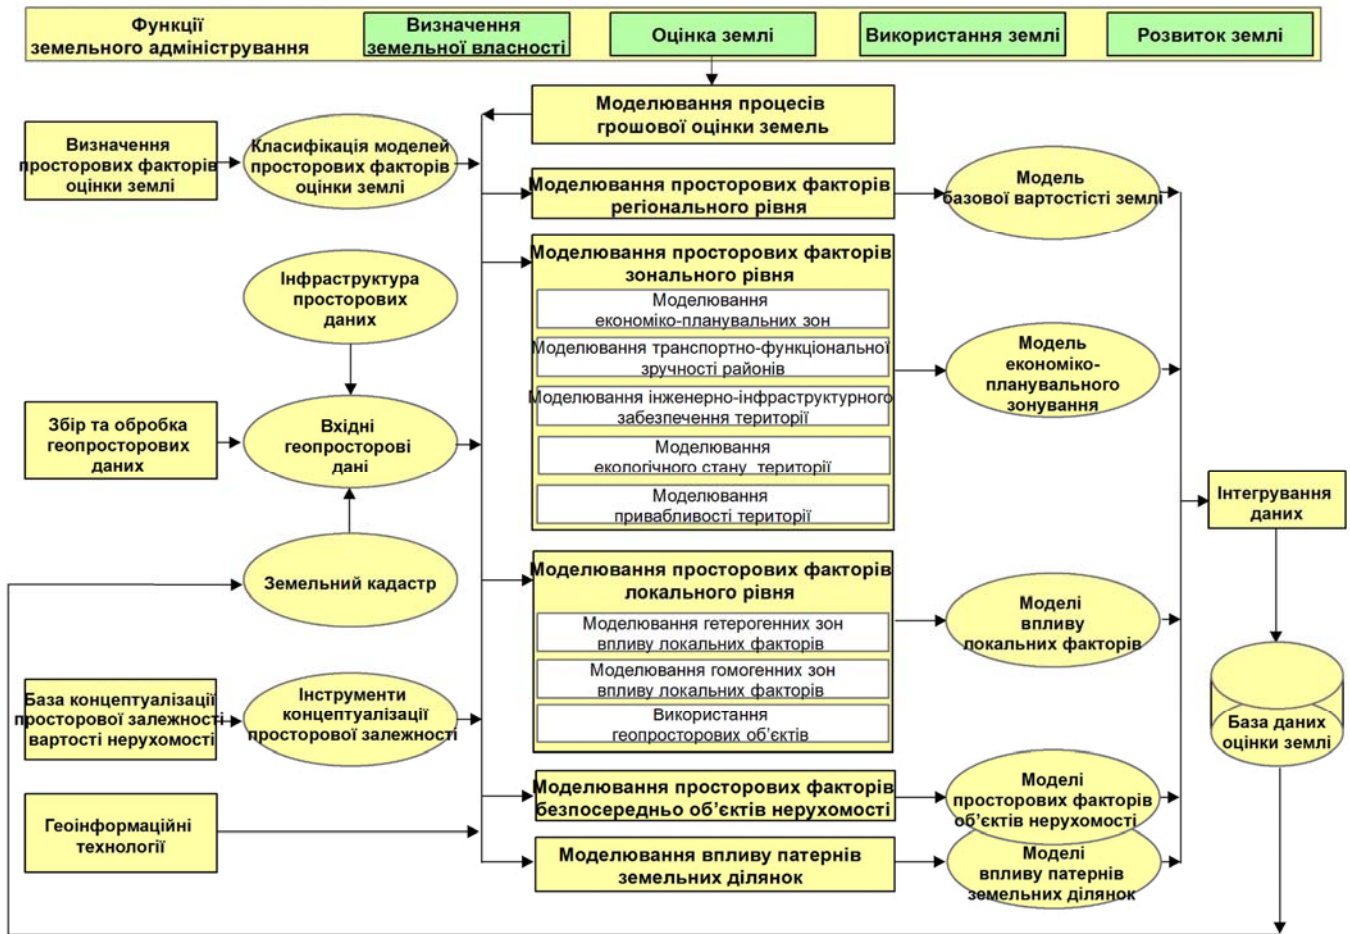 Функції
земельного адміністрування
Визначення
земельної власності
Оцінка землі
Використання землі
Розвиток землі
Моделювання процесів
грошової оцінки земель
Визначення
просторових факторів
оцінки землі
Класифікація моделей
просторових факторів
оцінки землі
Моделювання просторових факторів
регіонального рівня
Модель
базової вартостісті землі
Інфраструктура
просторових
даних
Моделювання просторових факторів
зонального рівня
Моделювання
економіко-планувальних зон
Моделювання транспортно-функціональної
зручності районів
Моделювання інженерно-інфраструктурного
забезпечення території
Моделювання
екологічного стану території
Моделювання
привабливості території
Модель
економіко-
планувального
зонування
Збір та обробка
геопросторових
даних
Вхідні
геопросторові
дані
Інтегрування
даних
Земельний кадастр
Моделювання просторових факторів
локального рівня
Моделювання гетерогенних зон
впливу локальних факторів
Моделювання гомогенних зон
впливу локальних факторів
Використання
геопросторових об’єктів
Моделі
впливу
локальних факторів
База концептуалізації
просторової залежності
вартості нерухомості
Інструменти
концептуалізації
просторової залежності
База даних
оцінки землі
Моделювання просторових факторів
безпосередньо об’єктів нерухомості
Моделі
просторових факторів
об’єктів нерухомості
Геоінформаційні
технології
Моделювання впливу патернів
земельних ділянок
Моделі
впливу патернів
земельних ділянок